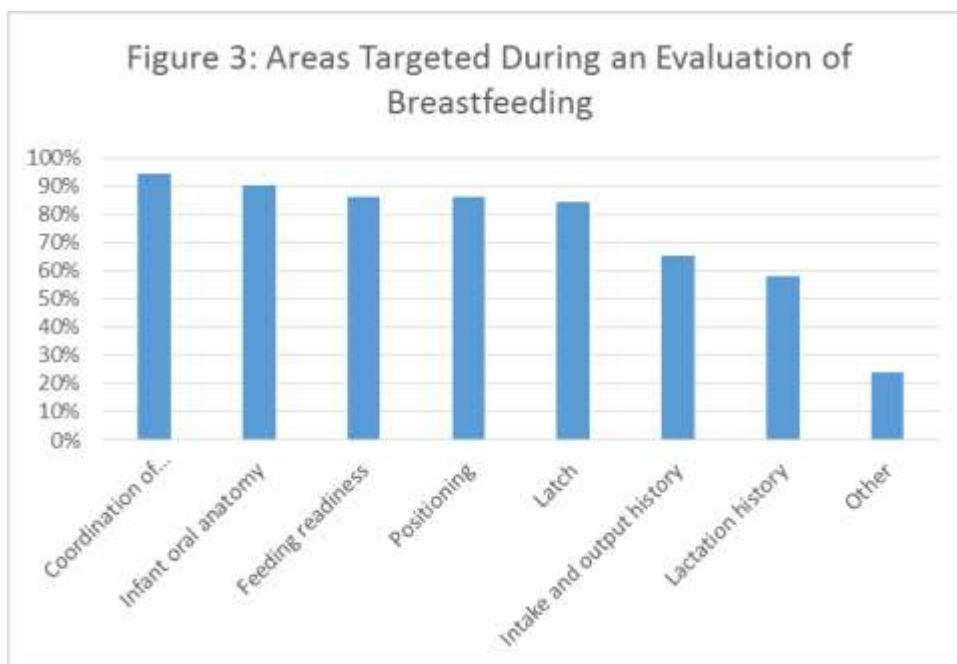 Figure 3: Areas Targeted During an Evaluation of
Breastfeeding
100%
90%
80%
70%
60%
50%
40%
30%
20%
10%
0%
Coordination of...
Infant oral anatomy
Feeding readiness
Positioning
Latch
Intake and output history
Lactation history
Other